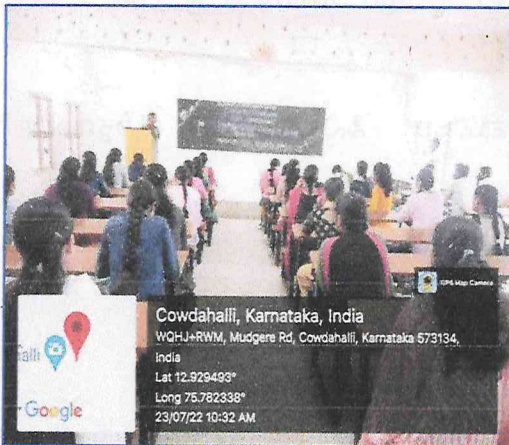 GPS Map Camera
Cowdahalli, Karnataka, India
WQHJ+RWM, Mudgere Rd, Cowdahalli, Karnataka 573134,
India
Lat 12.929493°
Long 75.782338°
23/07/22 10:32 AM
alli
Google